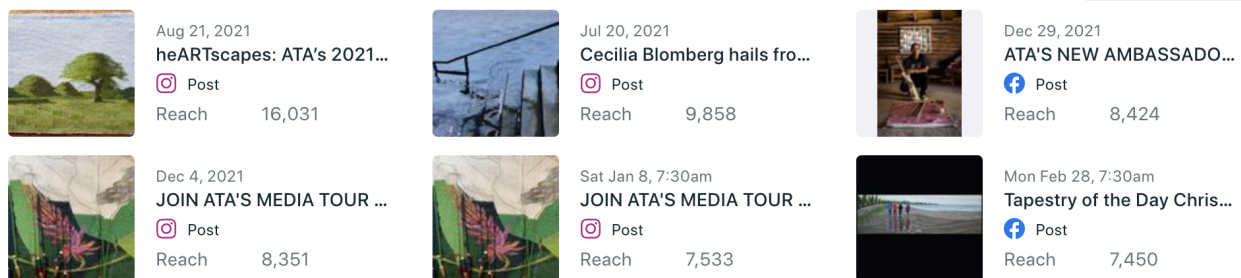 Aug 21, 2021
heARTscapes: ATA’s 2021...
Post
Reach 16,031
Jul 20, 2021
Cecilia Blomberg hails fro...
Post
Reach 9,858
Dec 29, 2021
ATA'S NEW AMBASSADO...
Post
Reach 8,424
Dec 4, 2021
JOIN ATA'S MEDIA TOUR ...
Post
Reach 8,351
Sat Jan 8, 7:30am
JOIN ATA'S MEDIA TOUR ...
Post
Reach 7,533
Mon Feb 28, 7:30am
Tapestry of the Day Chris...
Post
Reach 7,450